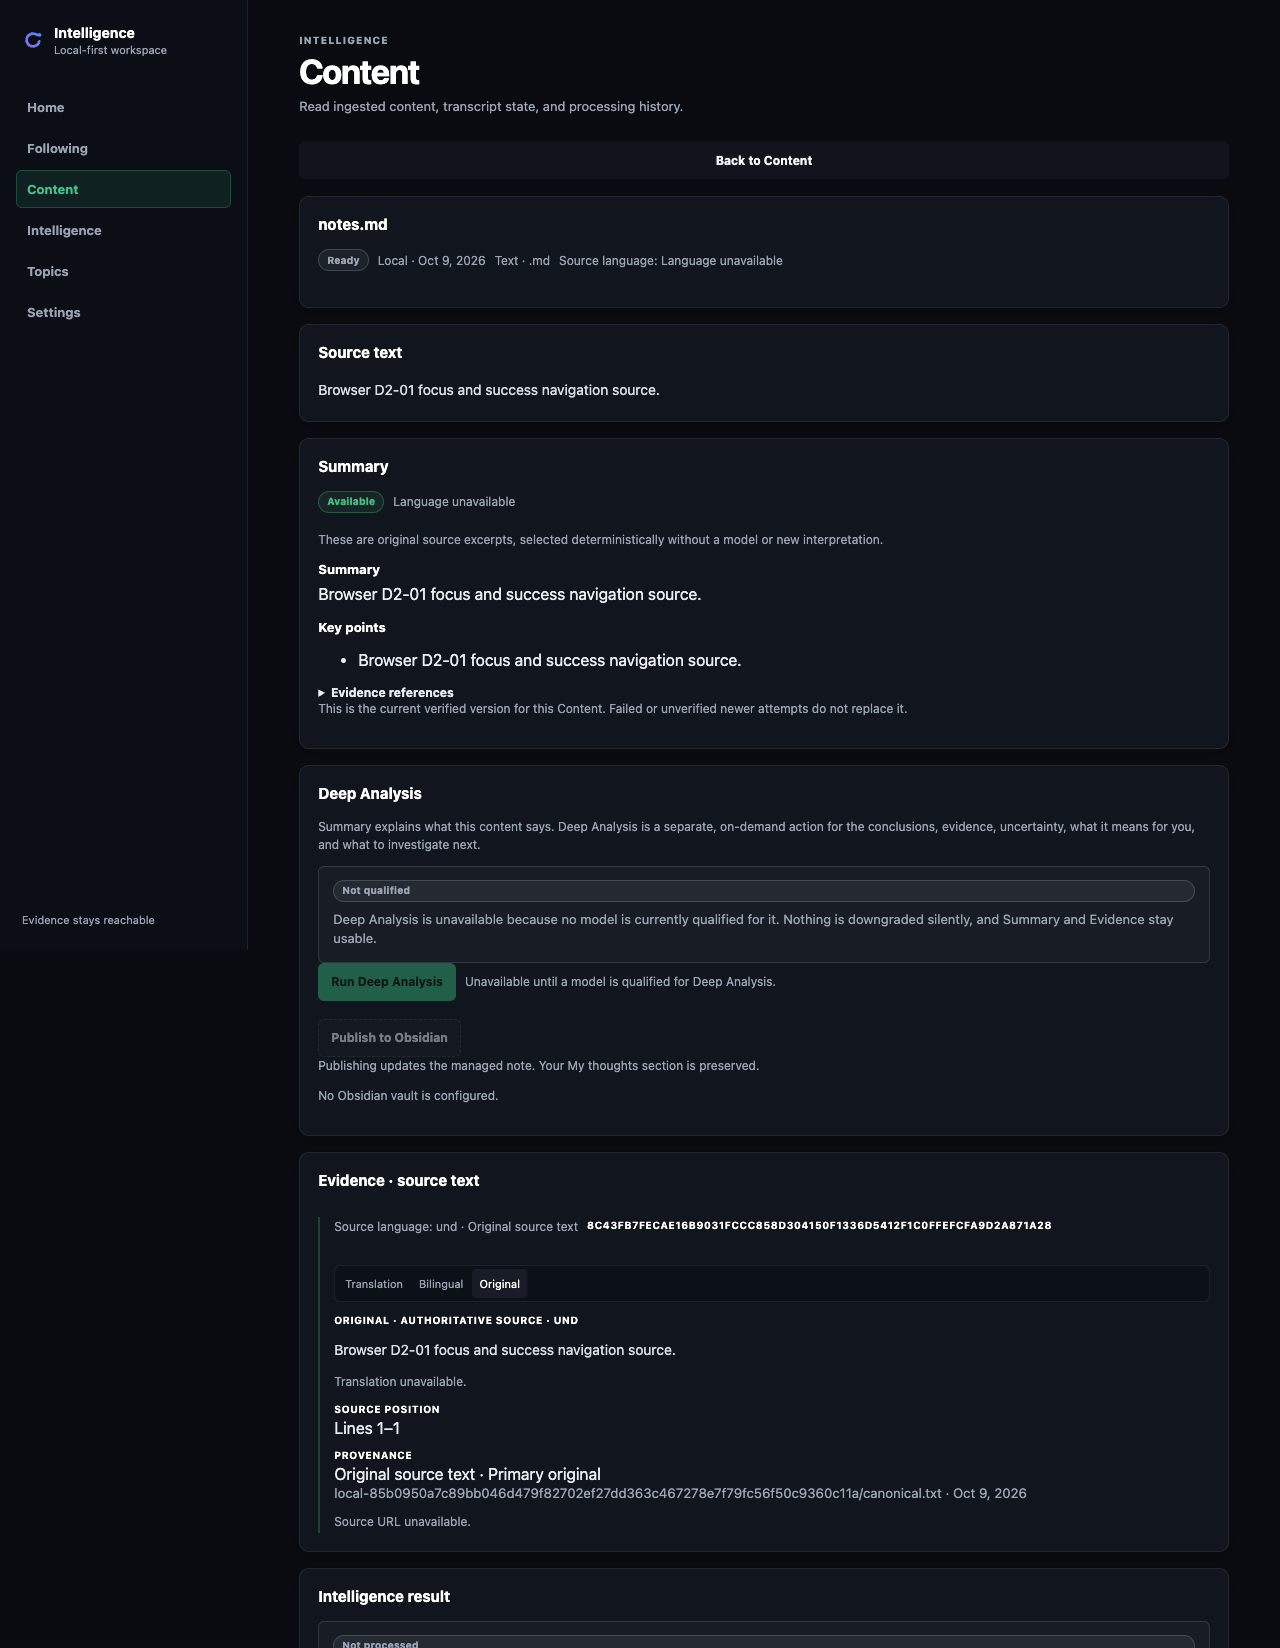 Intelligence
Local-first workspace
Home
Following
Content
Intelligence
Topics
Settings
Evidence stays reachable
INTELLIGENCE
Content
Read ingested content, transcript state, and processing history.
Back to Content
notes.md
Ready Local · Oct 9, 2026 Text · .md Source language: Language unavailable
Source text
Browser D2-01 focus and success navigation source.
Summary
Available Language unavailable
These are original source excerpts, selected deterministically without a model or new interpretation.
Summary
Browser D2-01 focus and success navigation source.
Key points
• Browser D2-01 focus and success navigation source.
▶ Evidence references
This is the current verified version for this Content. Failed or unverified newer attempts do not replace it.
Deep Analysis
Summary explains what this content says. Deep Analysis is a separate, on-demand action for the conclusions, evidence, uncertainty, what it means for you,
and what to investigate next.
Not qualified
Deep Analysis is unavailable because no model is currently qualified for it. Nothing is downgraded silently, and Summary and Evidence stay
usable.
Run Deep Analysis Unavailable until a model is qualified for Deep Analysis.
Publish to Obsidian
Publishing updates the managed note. Your My thoughts section is preserved.
No Obsidian vault is configured.
Evidence · source text
Source language: und · Original source text 8C43FB7FECAE16B9031FCCC858D304150F1336D5412F1C0FFEFCFA9D2A871A28
Translation Bilingual Original
ORIGINAL · AUTHORITATIVE SOURCE · UND
Browser D2-01 focus and success navigation source.
Translation unavailable.
SOURCE POSITION
Lines 1–1
PROVENANCE
Original source text · Primary original
local-85b0950a7c89bb046d479f82702ef27dd363c467278e7f79fc56f50c9360c11a/canonical.txt · Oct 9, 2026
Source URL unavailable.
Intelligence result
Not processed